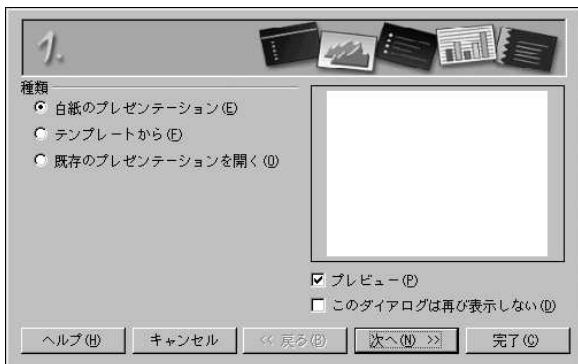 1.
種類
白紙のプレゼンテーション(E)
テンプレートから(F)
既存のプレゼンテーションを開く(O)
プレビュー(P)
このダイアログは再び表示しない(D)
ヘルプ(H)
キャンセル
<< 戻る(B)
次へ(N) >>
完了(C)